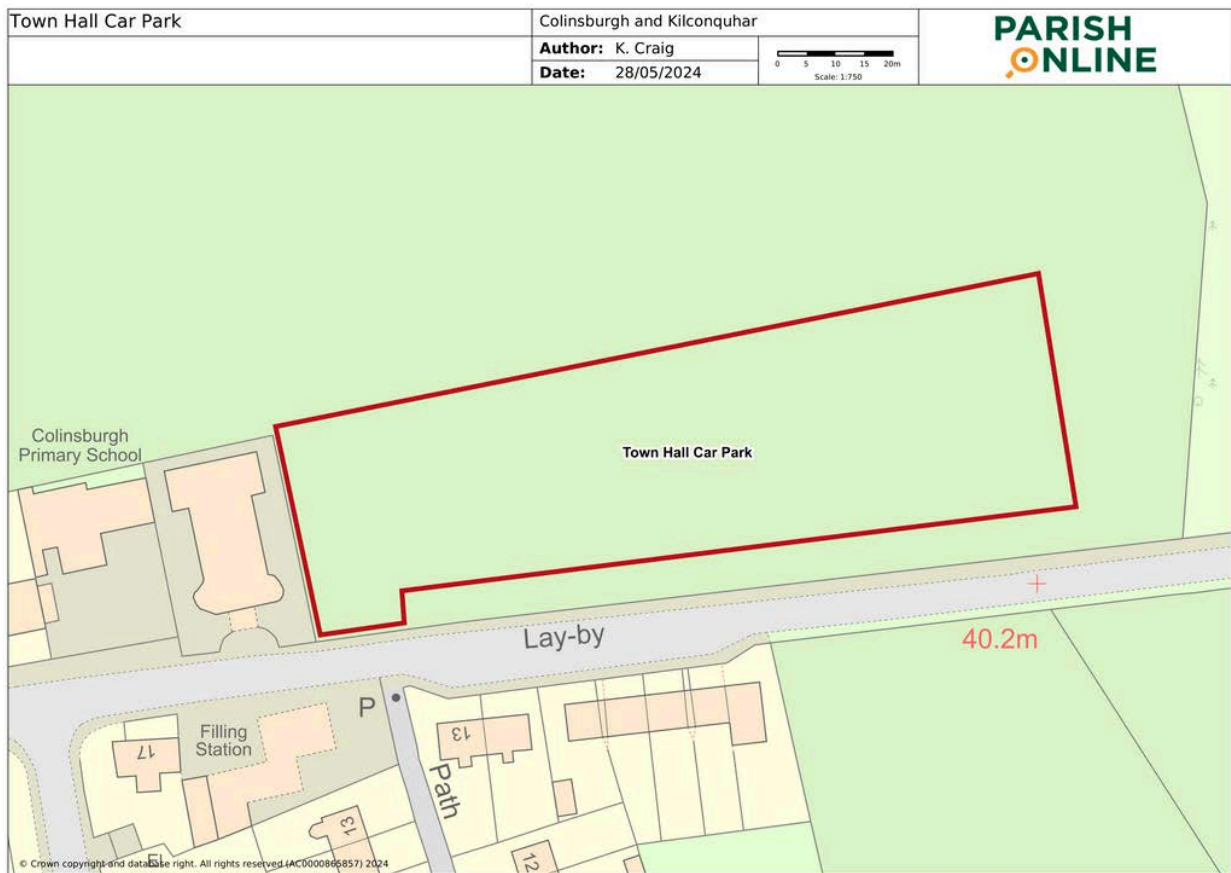 Town Hall Car Park
Colinsburgh and Kilconquhar
Author: K. Craig
Date: 28/05/2024
0 5 10 15 20m
Scale: 1:750
PARISH
ONLINE
Colinsburgh
Primary School
Town Hall Car Park
Lay-by
40.2m
P
Filling
Station
17
13
Path
13
12
El
© Crown copyright and database right. All rights reserved (AC0000865857) 2024